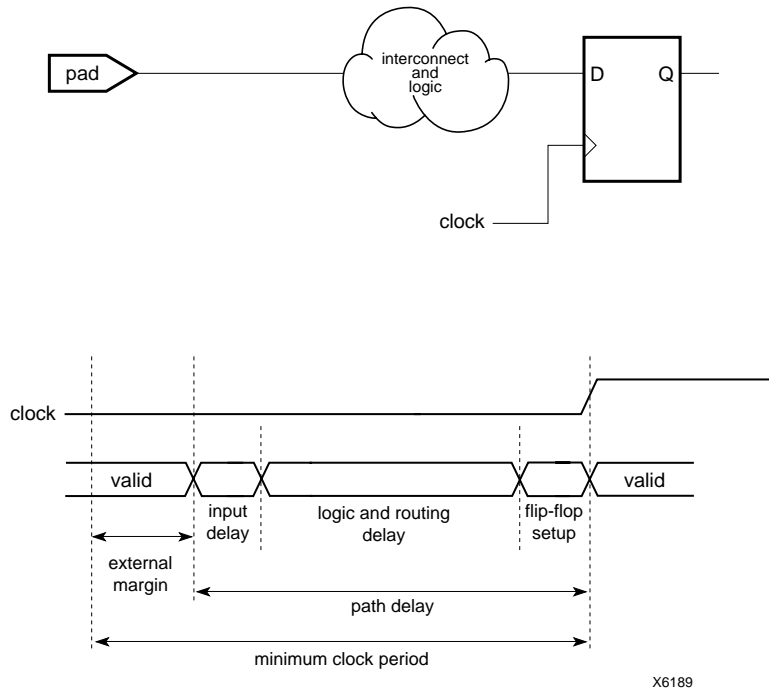 pad
interconnect
and
logic
D
Q
clock
clock
valid
input
delay
logic and routing
delay
flip-flop
setup
valid
external
margin
path delay
minimum clock period
X6189